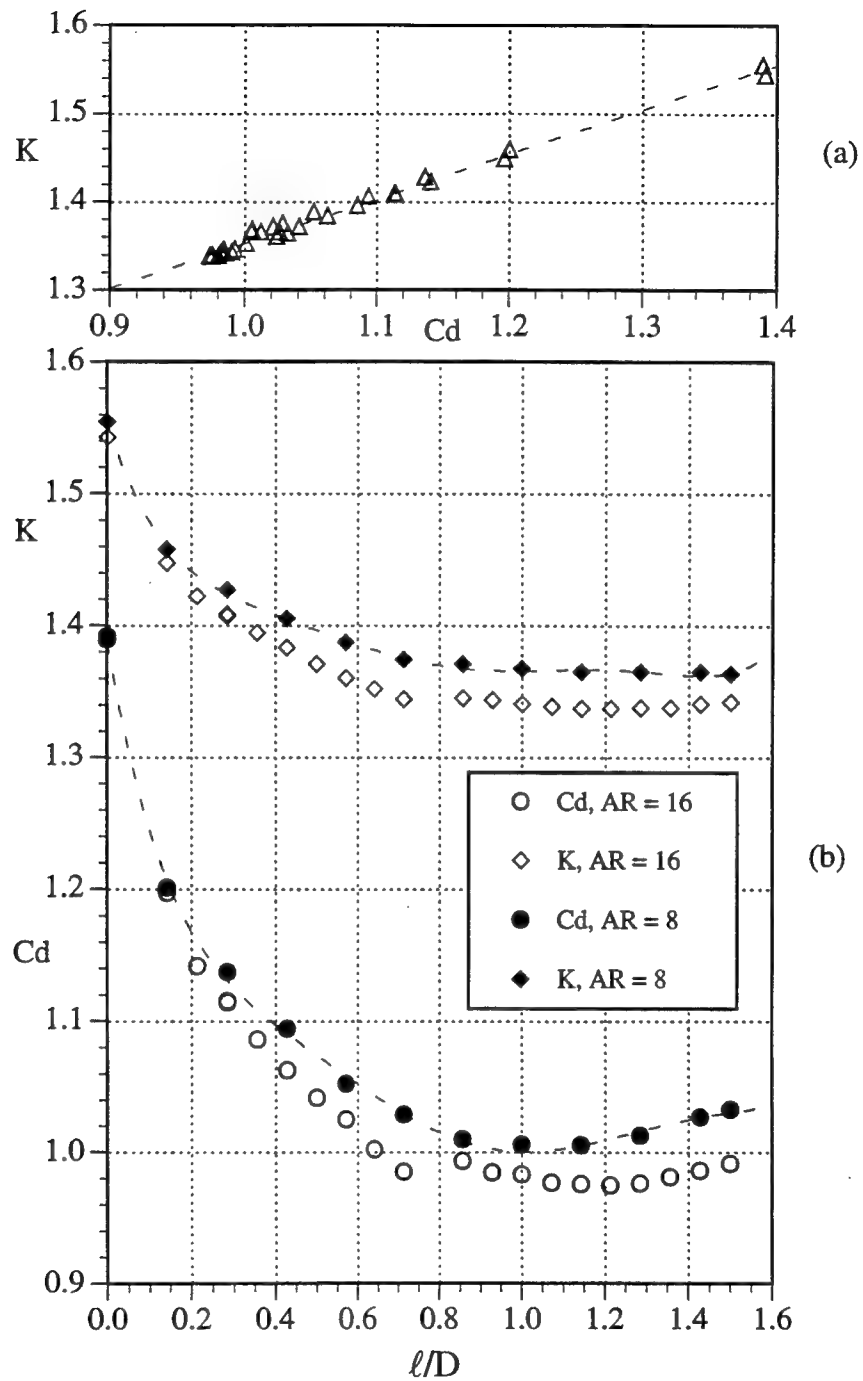 1.6
1.5
K
(a)
1.4
1.3
0.9 1.0 Cd 1.1 1.2 1.3 1.4
1.6
1.5
K
1.4
1.3
Cd, AR = 16
K, AR = 16
(b)
Cd, AR = 8
K, AR = 8
1.2
Cd
1.1
1.0
0.9
0.0 0.2 0.4 0.6 0.8 1.0 1.2 1.4 1.6
ℓ/D